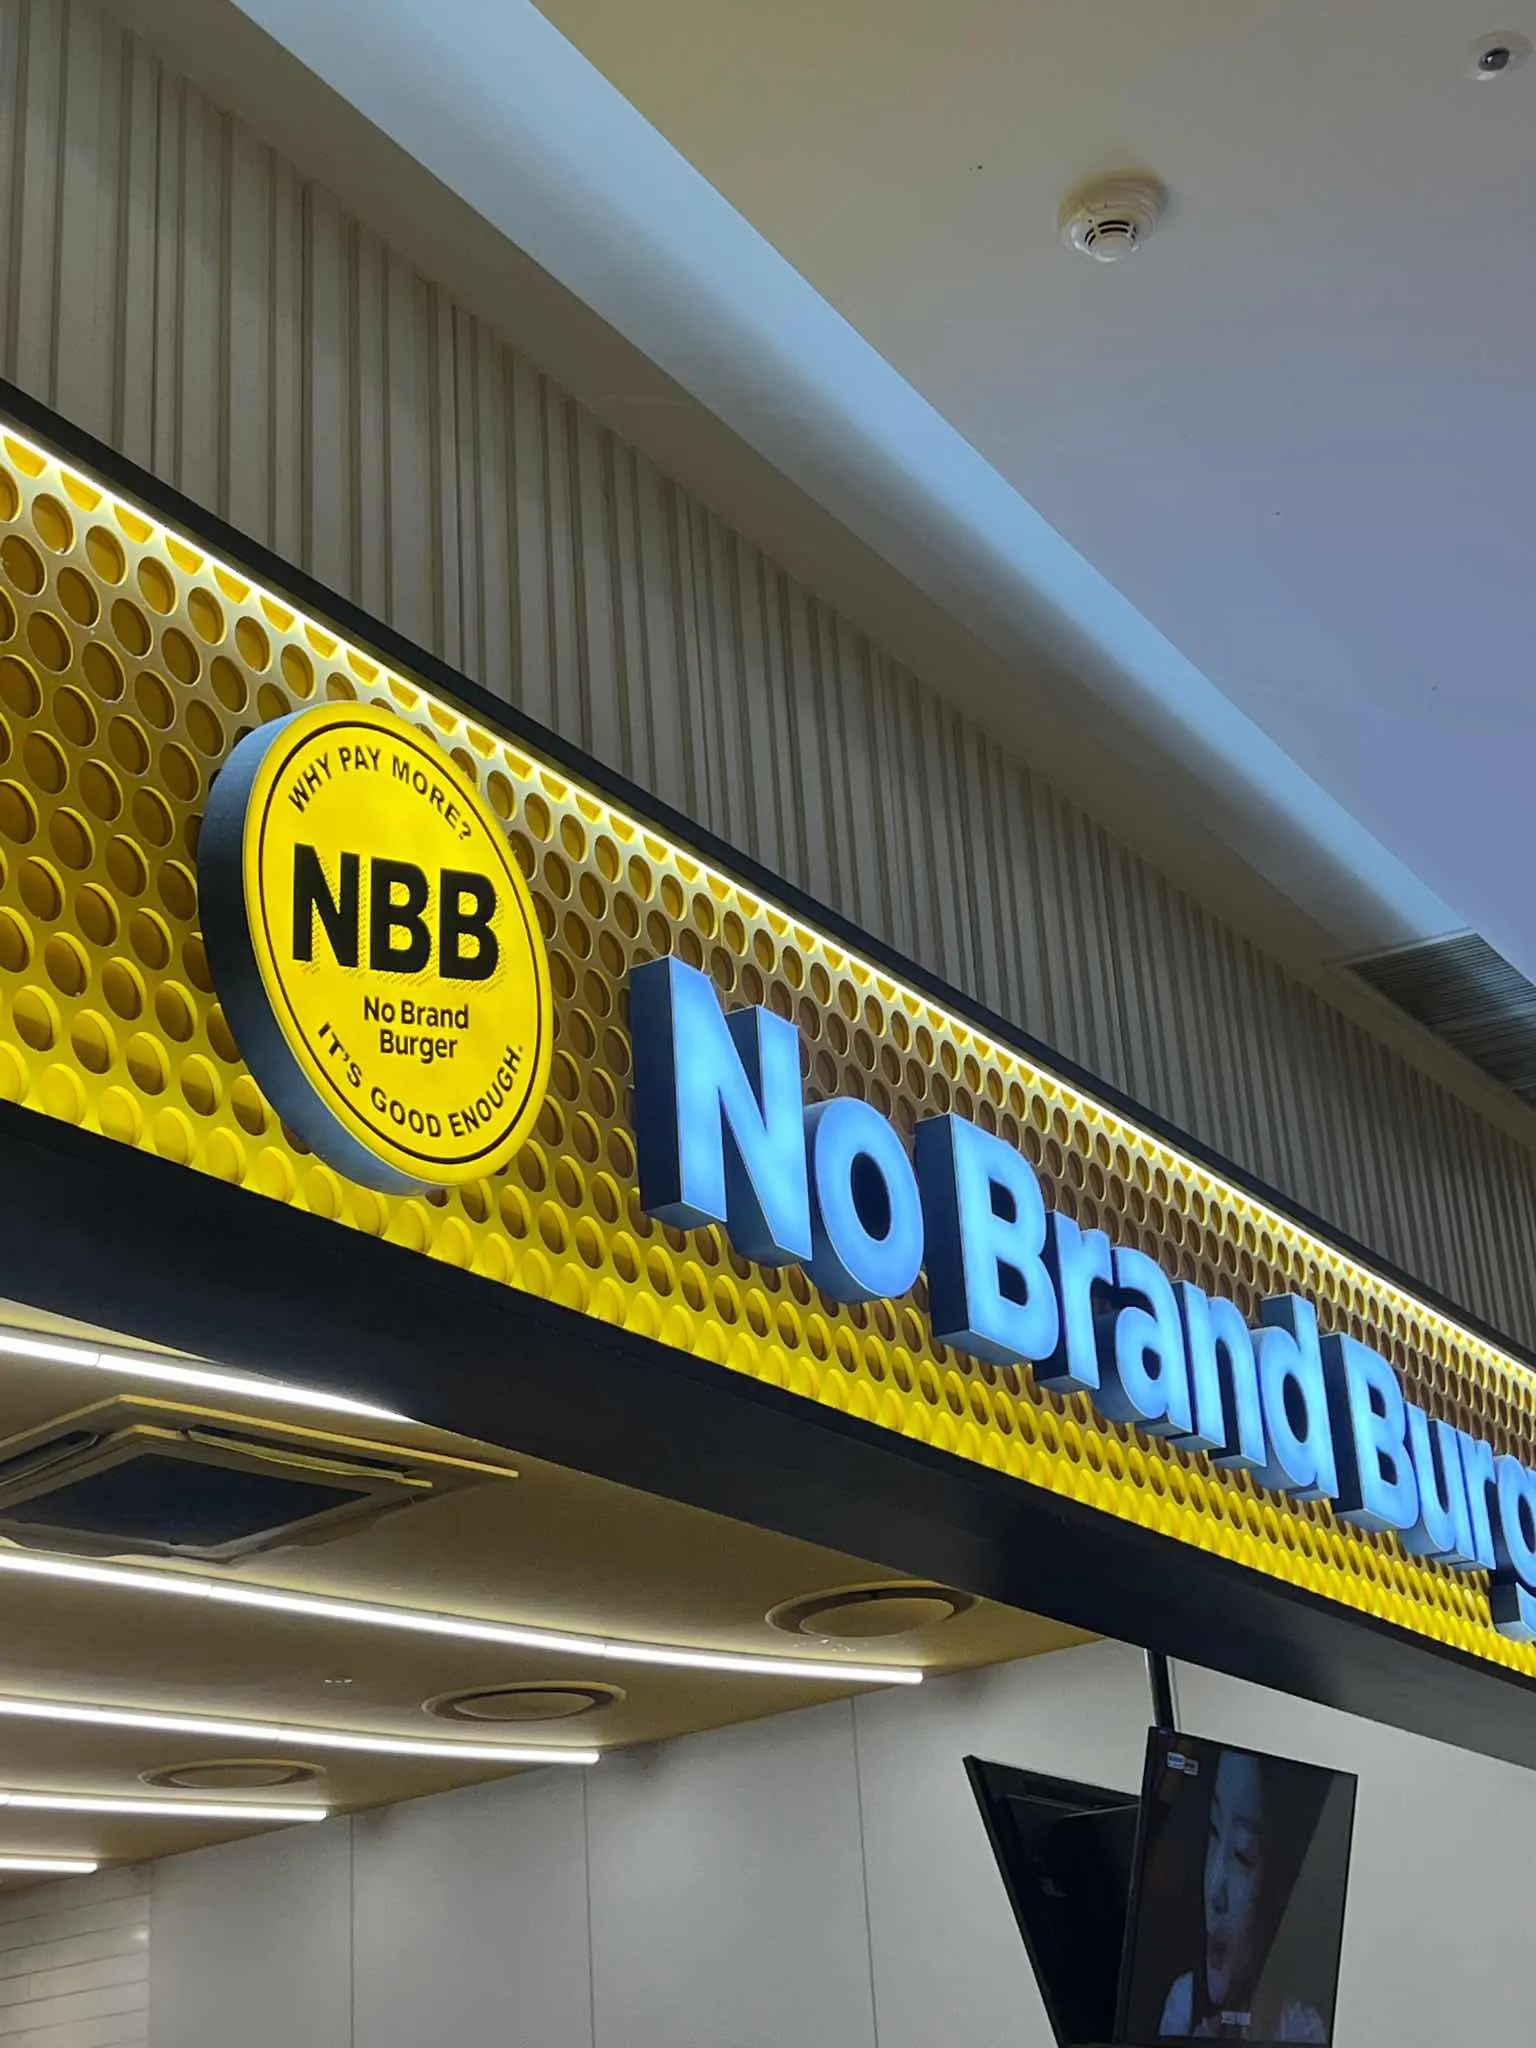 WHY PAY MORE?
NBB
No Brand
Burger
IT'S GOOD ENOUGH.
No Brand Burg